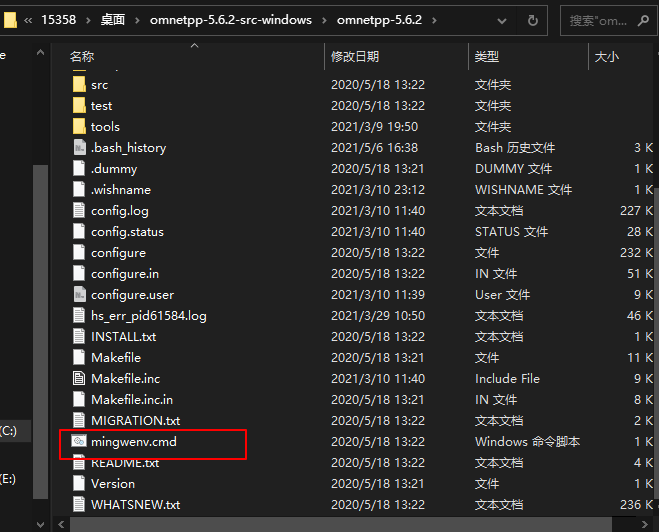 « 15358 > 桌面 > omnetpp-5.6.2-src-windows > omnetpp-5.6.2 >
搜索"om...
名称 修改日期 类型 大小
src 2020/5/18 13:22 文件夹
test 2020/5/18 13:22 文件夹
tools 2021/3/9 19:50 文件夹
.bash_history 2021/5/6 16:38 Bash 历史文件 3 K
.dummy 2020/5/18 13:21 DUMMY 文件 1 K
.wishname 2021/3/10 23:12 WISHNAME 文件 1 K
config.log 2021/3/10 11:40 文本文档 227 K
config.status 2021/3/10 11:40 STATUS 文件 28 K
configure 2020/5/18 13:22 文件 232 K
configure.in 2020/5/18 13:22 IN 文件 51 K
configure.user 2021/3/10 11:39 User 文件 9 K
hs_err_pid61584.log 2021/3/29 10:50 文本文档 46 K
INSTALL.txt 2020/5/18 13:22 文本文档 1 K
Makefile 2020/5/18 13:21 文件 11 K
Makefile.inc 2021/3/10 11:40 Include File 9 K
Makefile.inc.in 2020/5/18 13:21 IN 文件 8 K
MIGRATION.txt 2020/5/18 13:22 文本文档 2 K
mingwenv.cmd 2020/5/18 13:22 Windows 命令脚本 1 K
README.txt 2020/5/18 13:22 文本文档 4 K
Version 2020/5/18 13:21 文件 1 K
WHATSNEW.txt 2020/5/18 13:22 文本文档 236 K
e
(C:)
(E:)